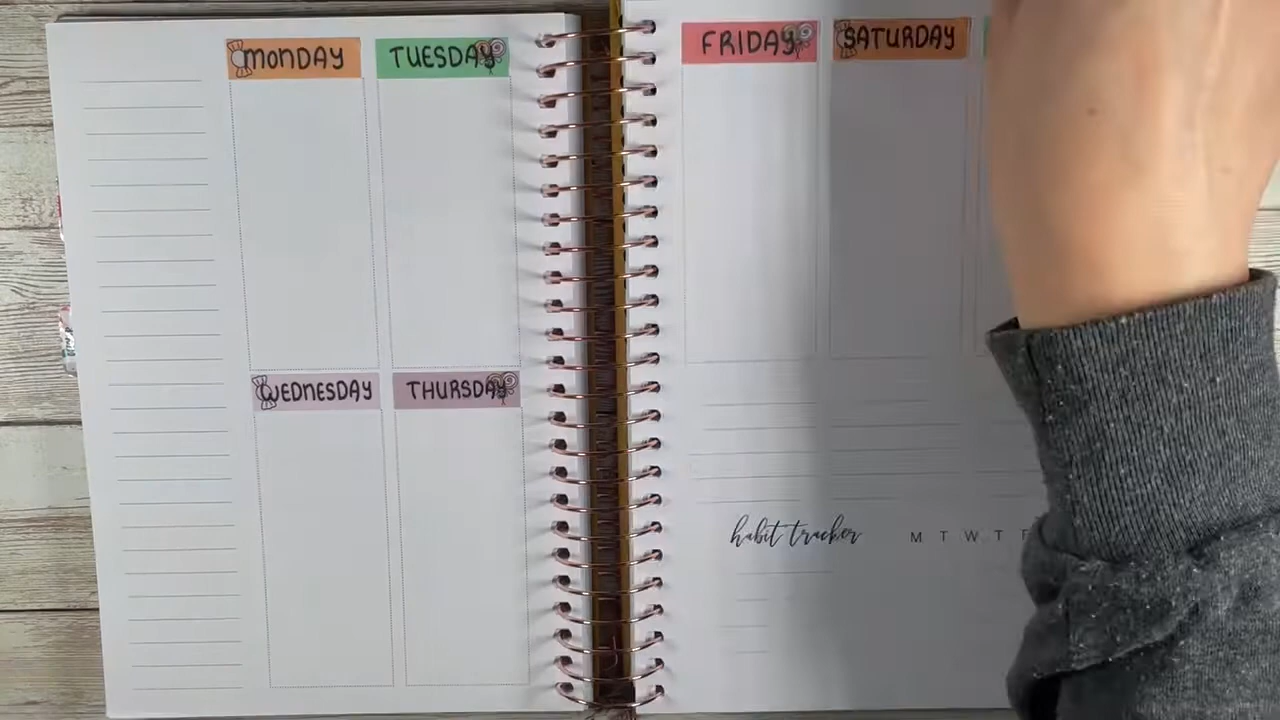 MONDAY
TUESDAY
WEDNESDAY
THURSDAY
FRIDAY
SATURDAY
habit tracker
M T W T F